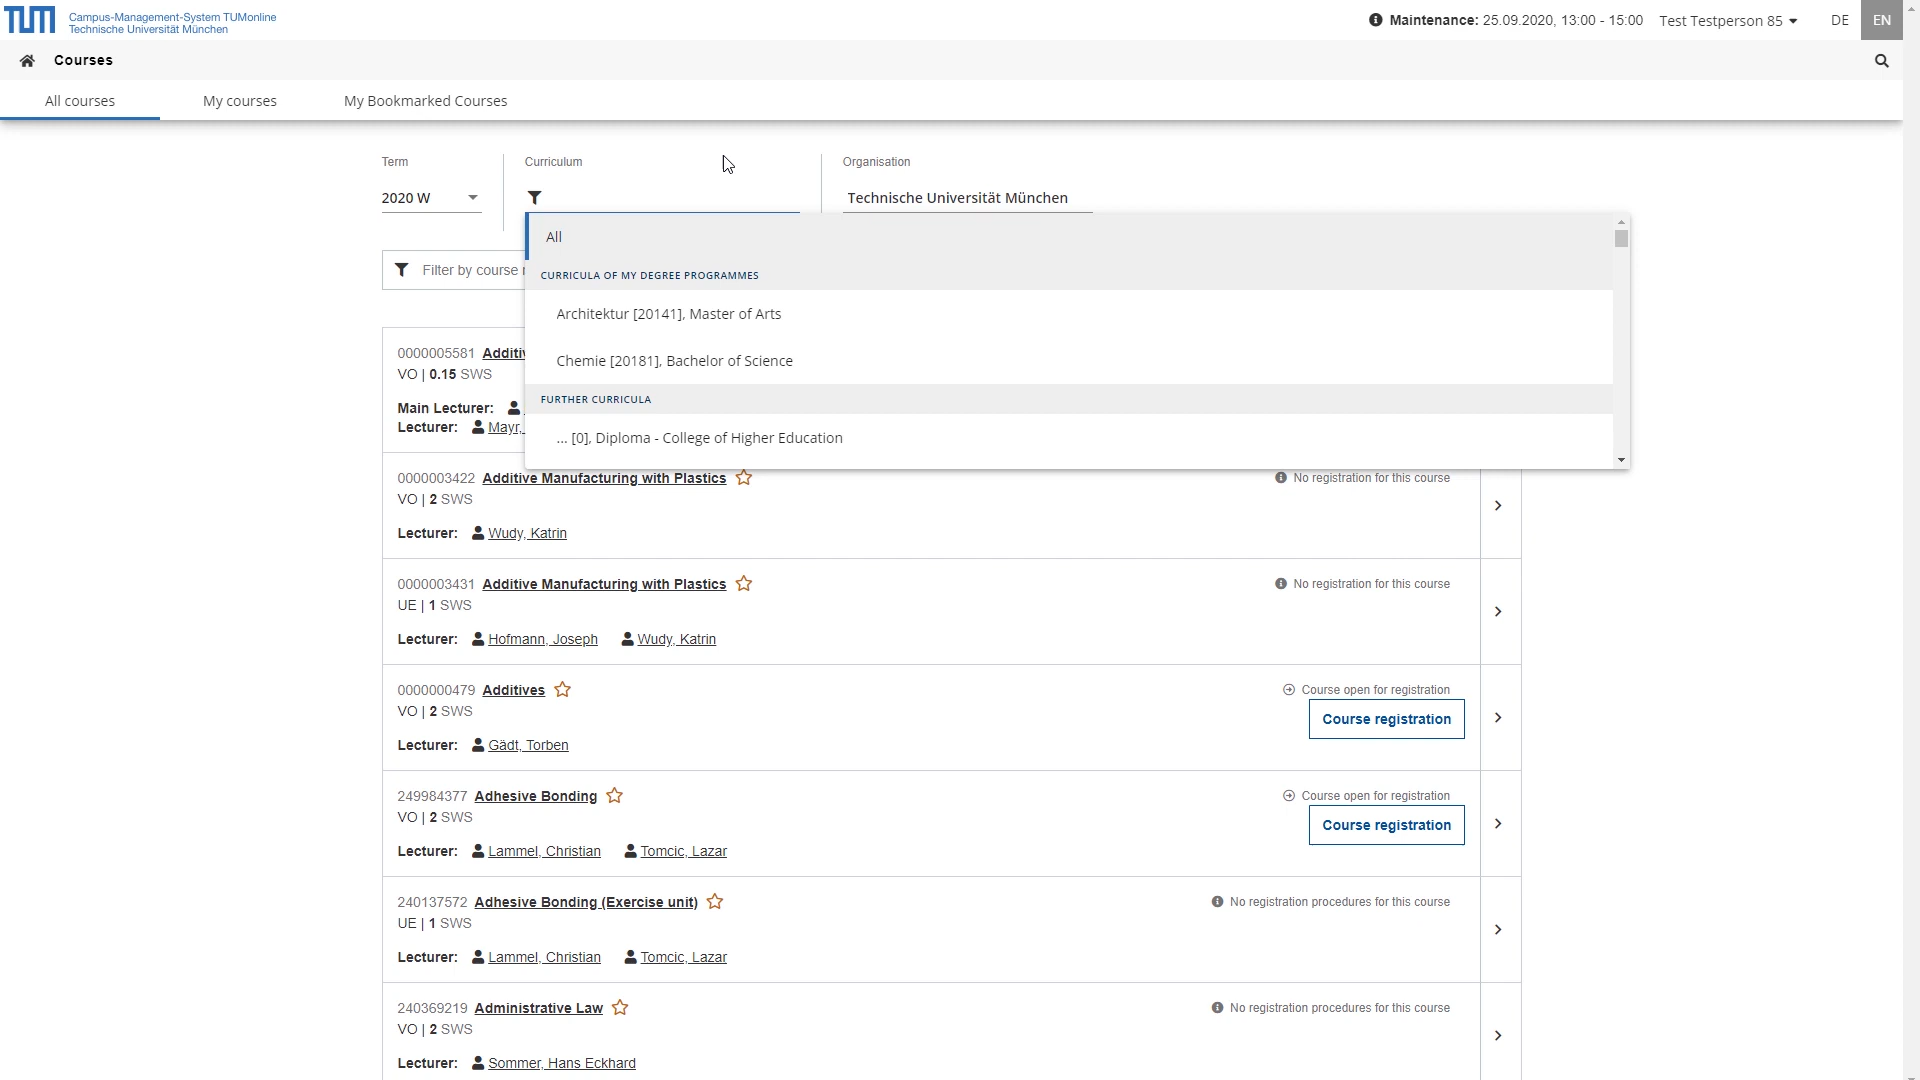 TUM
Campus-Management-System TUMonline
Technische Universität München
Maintenance: 25.09.2020, 13:00 - 15:00
Test Testperson 85
DE
EN
Courses
All courses
My courses
My Bookmarked Courses
Term
Curriculum
Organisation
2020 W
Technische Universität München
All
Filter by course
CURRICULA OF MY DEGREE PROGRAMMES
Architektur [20141], Master of Arts
Chemie [20181], Bachelor of Science
FURTHER CURRICULA
... [0], Diploma - College of Higher Education
0000005581
VO | 0.15 SWS
Main Lecturer:
Lecturer: Mayr,
0000003422 Additive Manufacturing with Plastics
No registration for this course
VO | 2 SWS
Lecturer: Wudy, Katrin
0000003431 Additive Manufacturing with Plastics
No registration for this course
UE | 1 SWS
Lecturer: Hofmann, Joseph Wudy, Katrin
0000000479 Additives
Course open for registration
VO | 2 SWS
Course registration
Lecturer: Gädt, Torben
249984377 Adhesive Bonding
Course open for registration
VO | 2 SWS
Course registration
Lecturer: Lammel, Christian Tomcic, Lazar
240137572 Adhesive Bonding (Exercise unit)
No registration procedures for this course
UE | 1 SWS
Lecturer: Lammel, Christian Tomcic, Lazar
240369219 Administrative Law
No registration procedures for this course
VO | 2 SWS
Lecturer: Sommer, Hans Eckhard